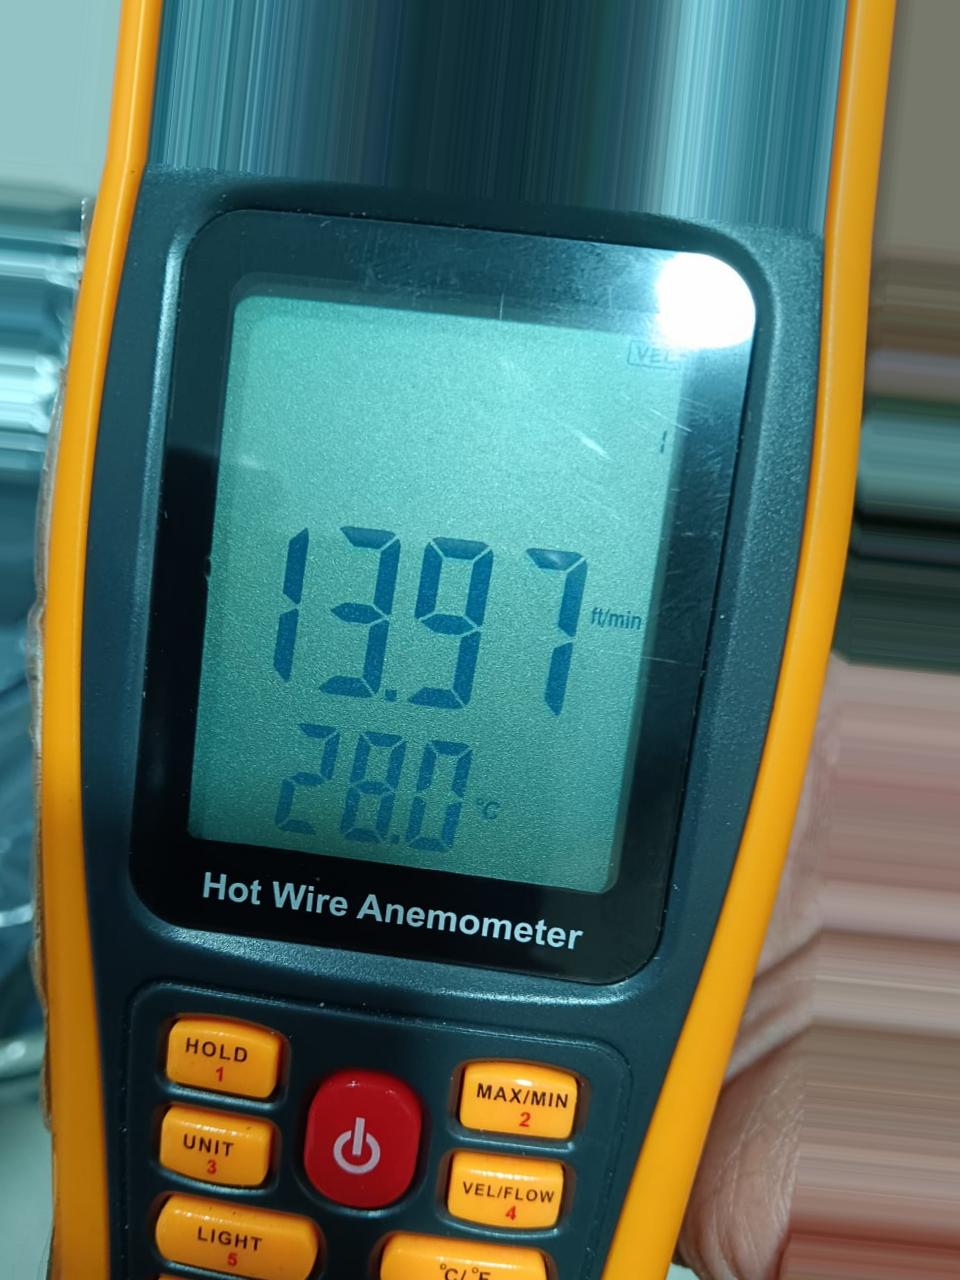 VEL
1
13.97 ft/min
28.0 °C
Hot Wire Anemometer
HOLD
1
MAX/MIN
2
UNIT
3
VEL/FLOW
4
LIGHT
5
°C/°F